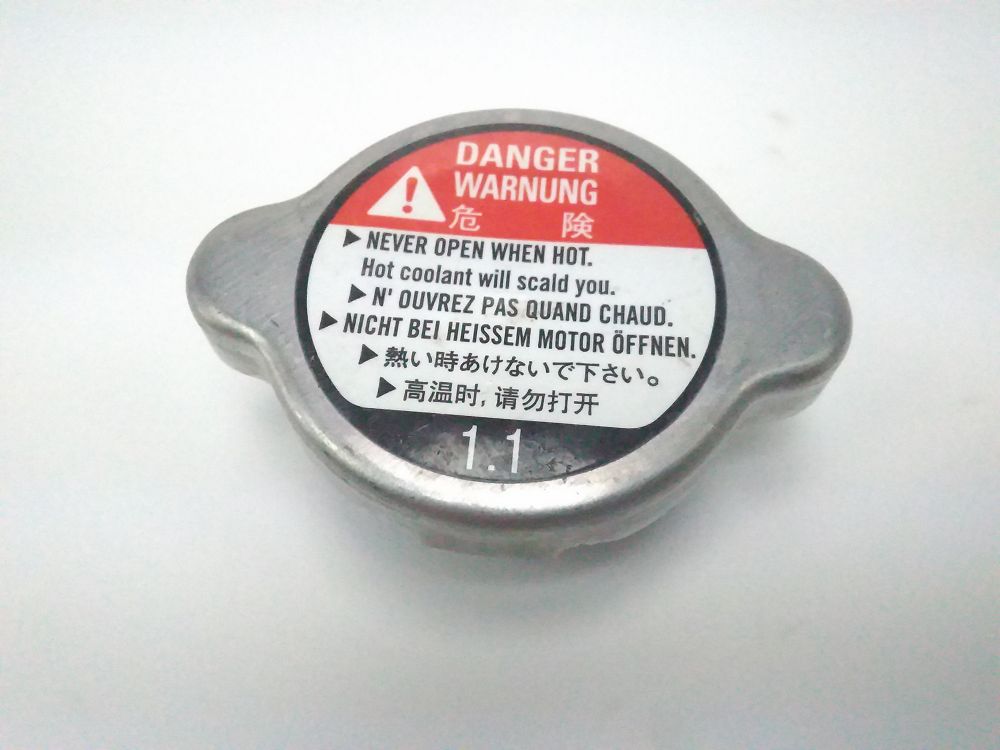 DANGER
WARNUNG
危 険
▶ NEVER OPEN WHEN HOT.
Hot coolant will scald you.
▶ N' OUVREZ PAS QUAND CHAUD.
▶ NICHT BEI HEISSEM MOTOR ÖFFNEN.
▶ 熱い時あけないで下さい。
▶ 高温时, 请勿打开
1.1